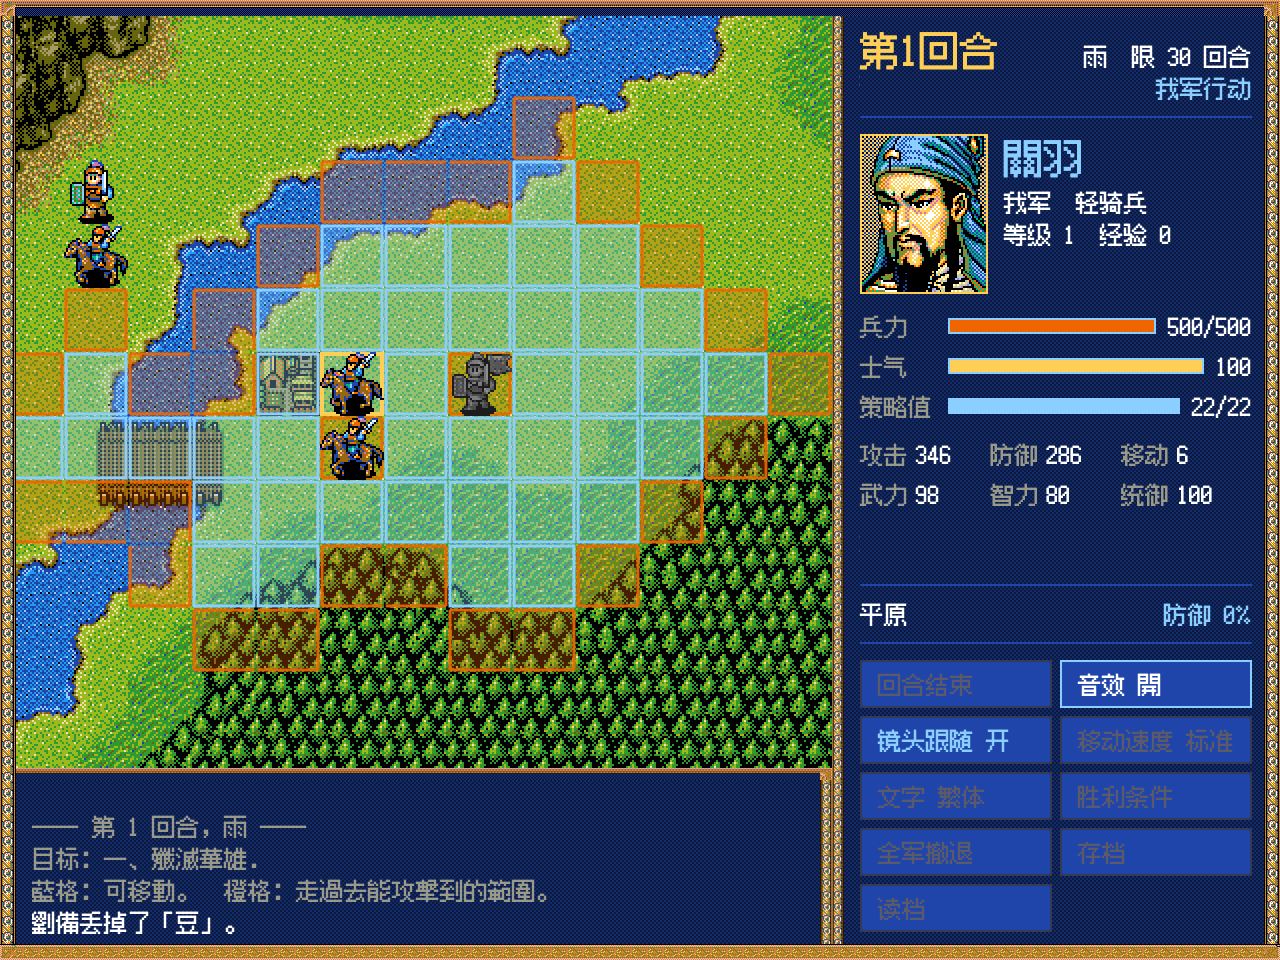 第1回合
雨 限 30 回合
我军行动
關羽
我军 轻骑兵
等级 1 经验 0
兵力 500/500
士气 100
策略值 22/22
攻击 346 防御 286 移动 6
武力 98 智力 80 统御 100
平原 防御 0%
回合结束 音效 開
镜头跟随 开 移动速度 标准
文字 繁体 胜利条件
全军撤退 存档
读档
—— 第 1 回合，雨 ——
目标：一、殲滅華雄.
藍格：可移動。 橙格：走過去能攻撃到的範圍。
劉備丟掉了「豆」。